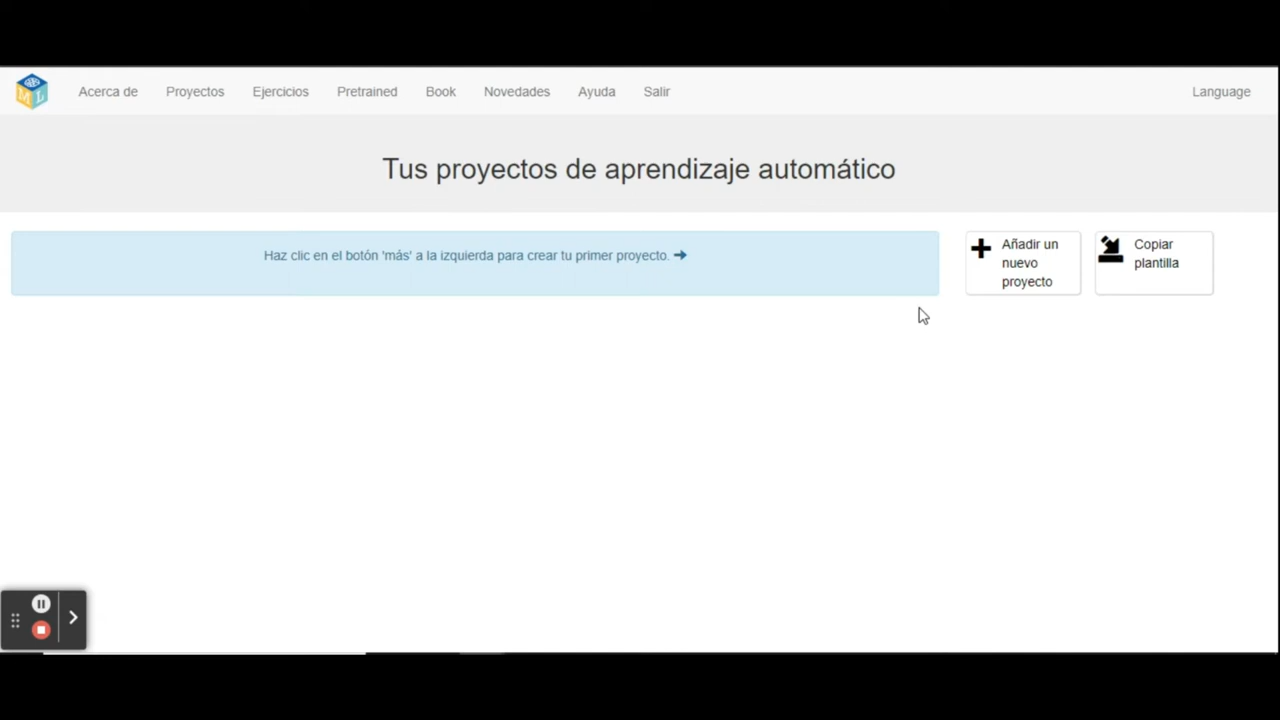 Acerca de
Proyectos
Ejercicios
Pretrained
Book
Novedades
Ayuda
Salir
Language
Tus proyectos de aprendizaje automático
Haz clic en el botón 'más' a la izquierda para crear tu primer proyecto.
Añadir un
nuevo
proyecto
Copiar
plantilla
M L